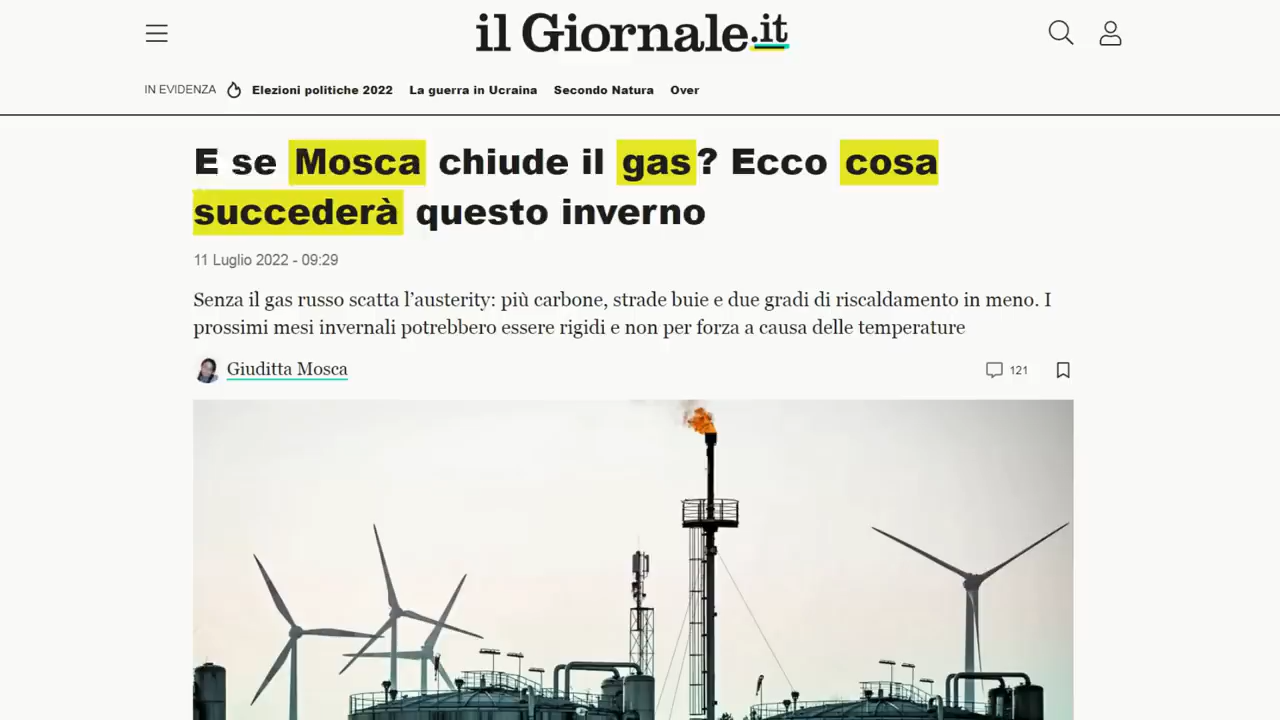 il Giornale.it
IN EVIDENZA Elezioni politiche 2022 La guerra in Ucraina Secondo Natura Over
E se Mosca chiude il gas? Ecco cosa
succederà questo inverno
11 Luglio 2022 - 09:29
Senza il gas russo scatta l’austerity: più carbone, strade buie e due gradi di riscaldamento in meno. I
prossimi mesi invernali potrebbero essere rigidi e non per forza a causa delle temperature
Giuditta Mosca
121